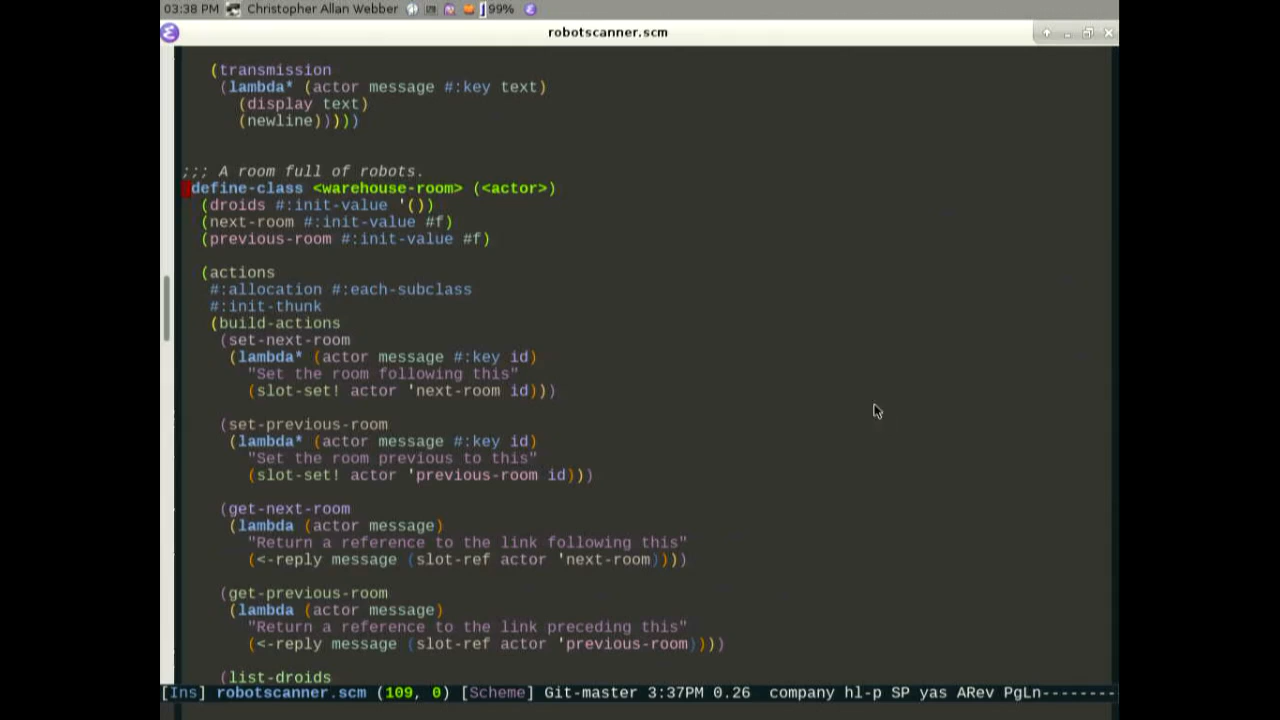 03:38 PM Christopher Allan Webber 99%
robotscanner.scm
(transmission
(lambda* (actor message #:key text)
(display text)
(newline)))))
;;; A room full of robots.
define-class <warehouse-room> (<actor>)
(droids #:init-value '())
(next-room #:init-value #f)
(previous-room #:init-value #f)
(actions
#:allocation #:each-subclass
#:init-thunk
(build-actions
(set-next-room
(lambda* (actor message #:key id)
"Set the room following this"
(slot-set! actor 'next-room id)))
(set-previous-room
(lambda* (actor message #:key id)
"Set the room previous to this"
(slot-set! actor 'previous-room id)))
(get-next-room
(lambda (actor message)
"Return a reference to the link following this"
(<-reply message (slot-ref actor 'next-room))))
(get-previous-room
(lambda (actor message)
"Return a reference to the link preceding this"
(<-reply message (slot-ref actor 'previous-room))))
(list-droids
[Ins] robotscanner.scm (109, 0) [Scheme] Git-master 3:37PM 0.26 company hl-p SP yas ARev PgLn--------